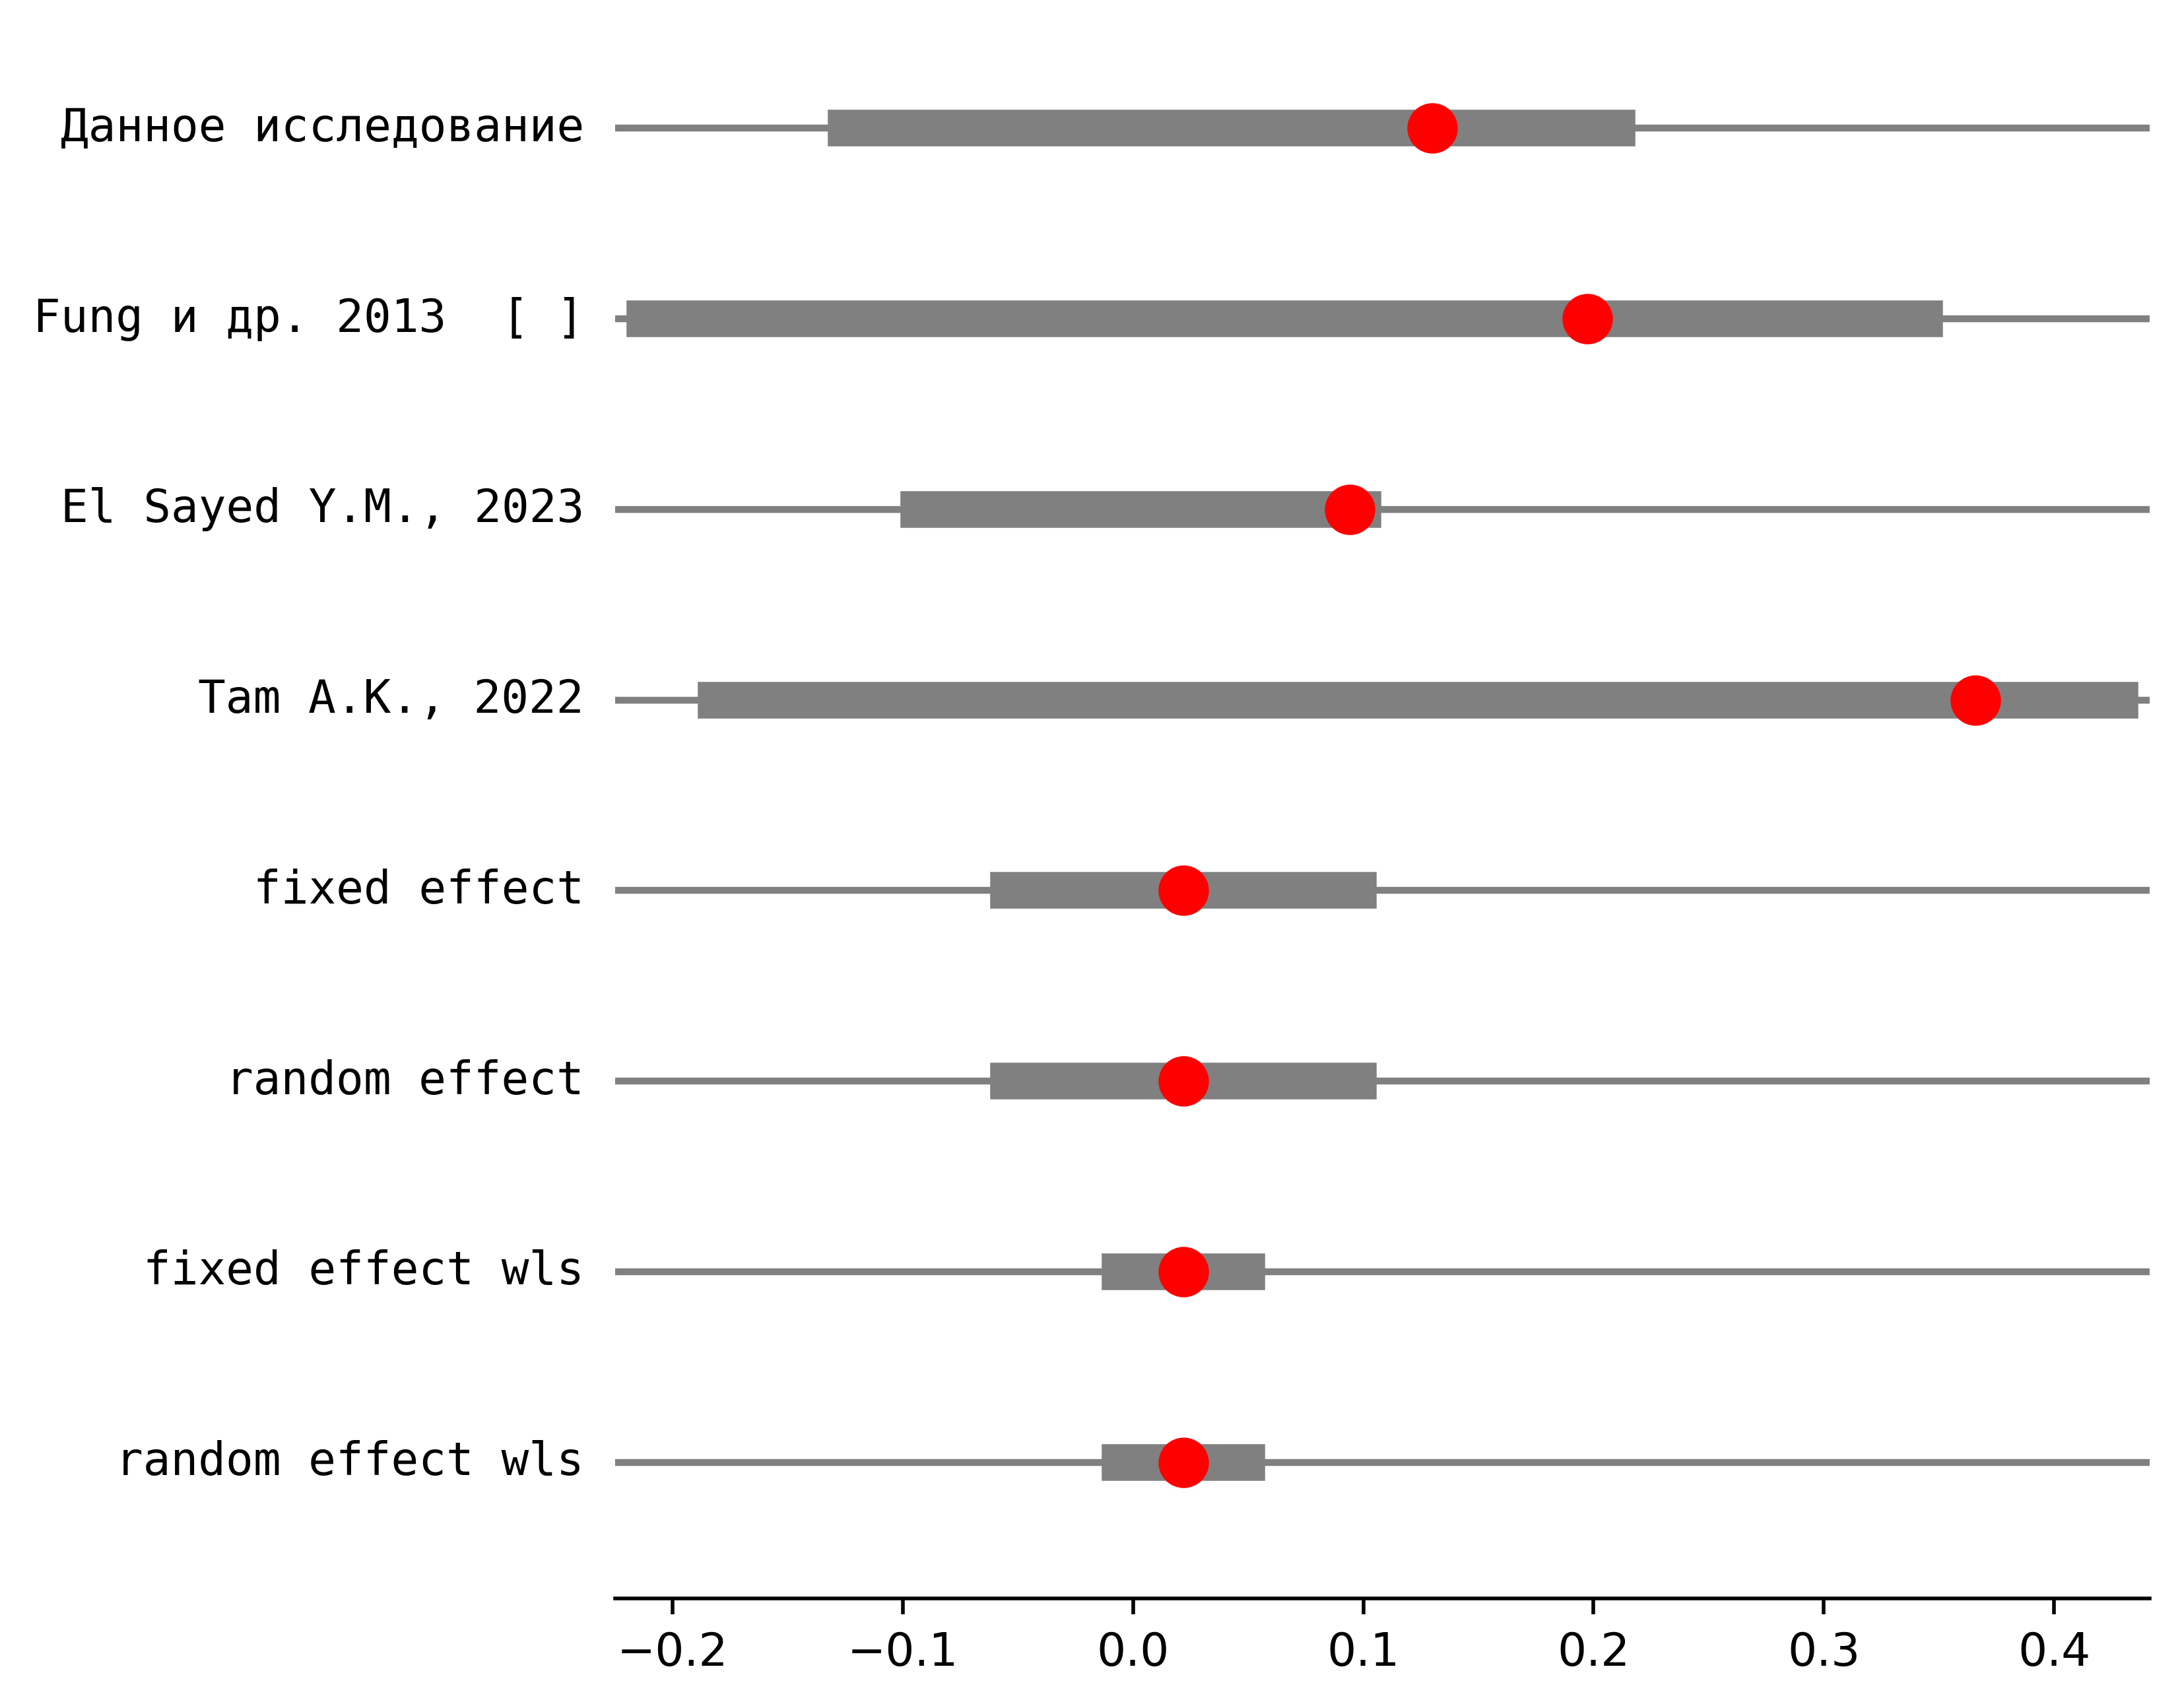 Данное исследование
Fung и др. 2013  [ ]
El Sayed Y.M., 2023
Tam A.K., 2022
fixed effect
random effect
fixed effect wls
random effect wls
−0.2 −0.1 0.0 0.1 0.2 0.3 0.4